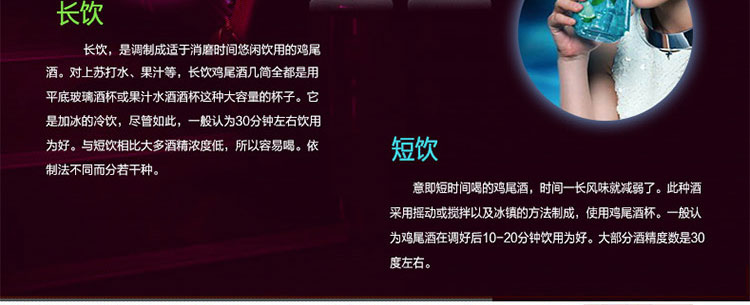 长饮
长饮，是调制成适于消磨时间悠闲饮用的鸡尾
酒。对上苏打水、果汁等，长饮鸡尾酒几简全都是用
平底玻璃酒杯或果汁水酒酒杯这种大容量的杯子。它
是加冰的冷饮，尽管如此，一般认为30分钟左右饮用
为好。与短饮相比大多酒精浓度低，所以容易喝。依
制法不同而分若干种。
短饮
意即短时间喝的鸡尾酒，时间一长风味就减弱了。此种酒
采用摇动或搅拌以及冰镇的方法制成，使用鸡尾酒杯。一般认
为鸡尾酒在调好后10-20分钟饮用为好。大部分酒精度数是30
度左右。